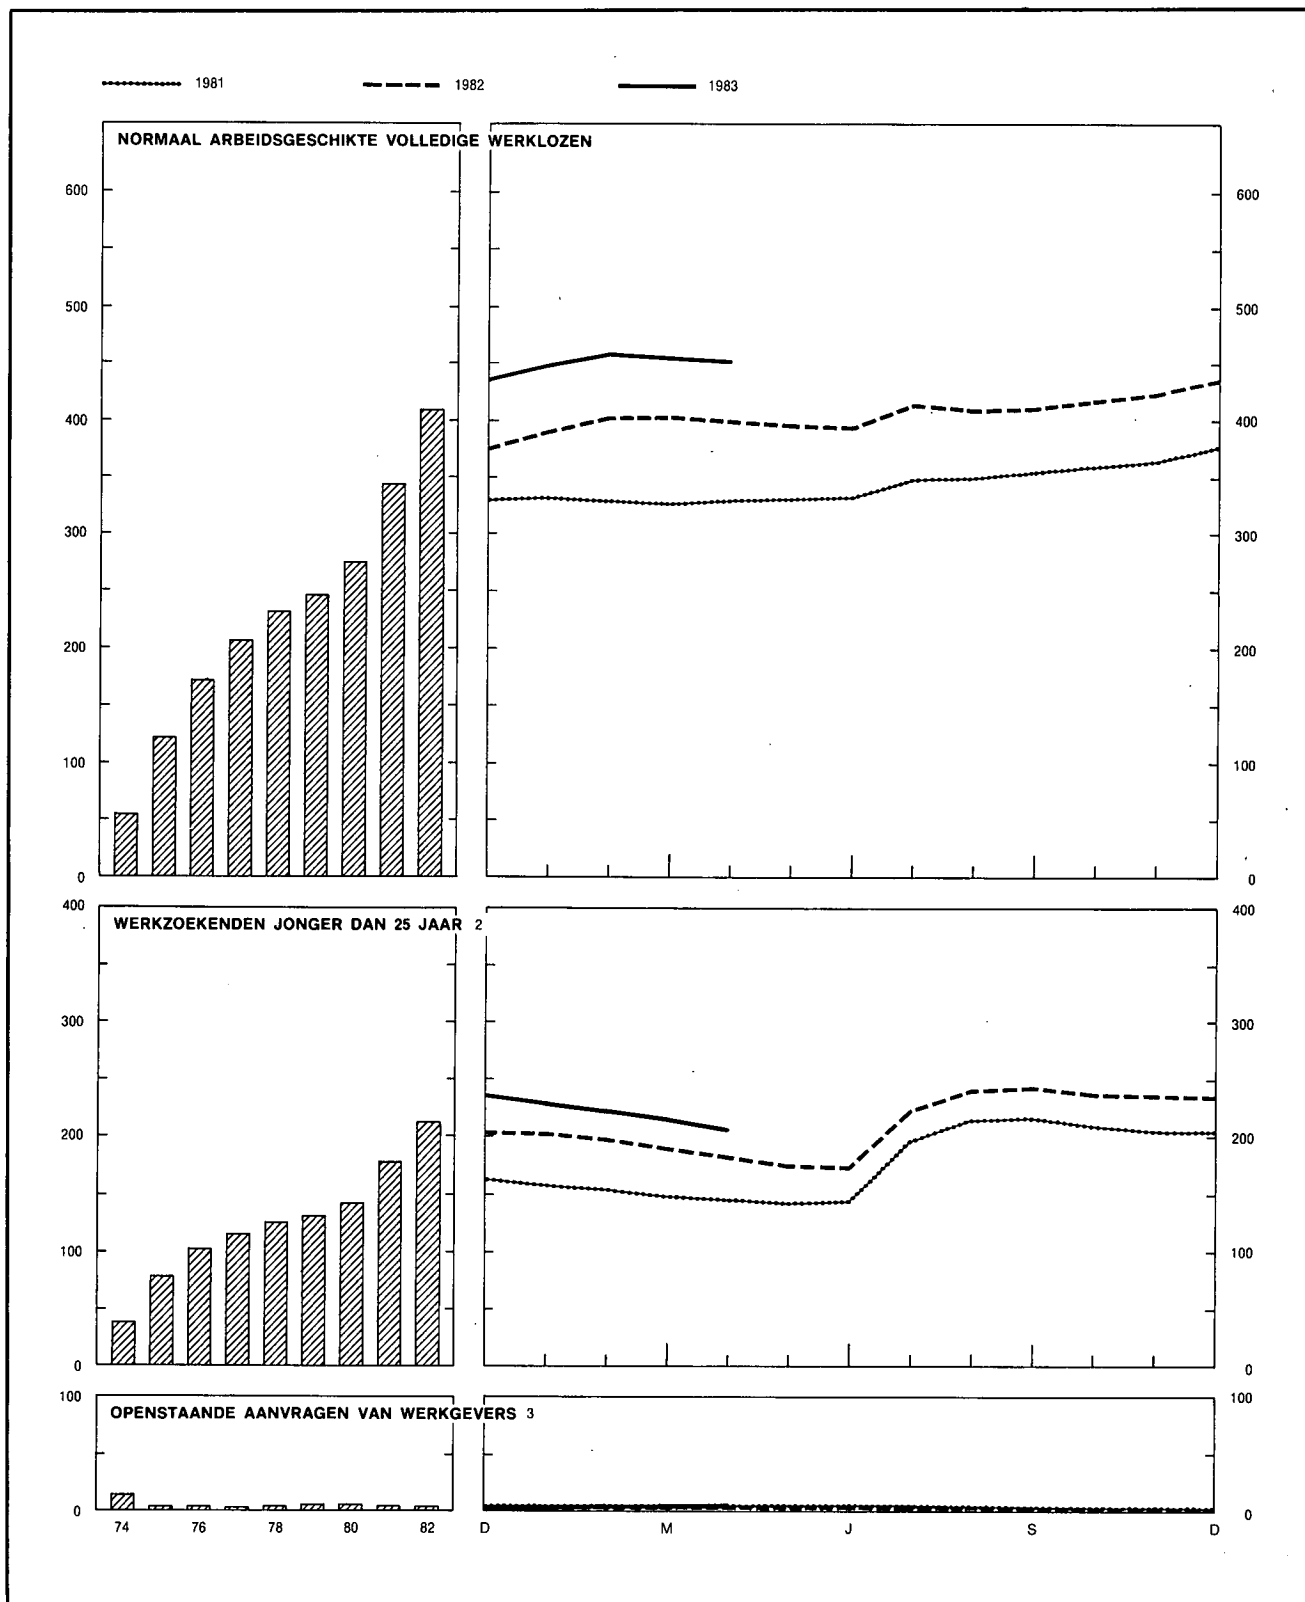 1981 1982 1983
NORMAAL ARBEIDSGESCHIKTE VOLLEDIGE WERKLOZEN
600 600
500 500
400 400
300 300
200 200
100 100
0 0
400 400
WERKZOEKENDEN JONGER DAN 25 JAAR 2
300 300
200 200
100 100
0 0
100 100
OPENSTAANDE AANVRAGEN VAN WERKGEVERS 3
0 0
74 76 78 80 82 D M J S D